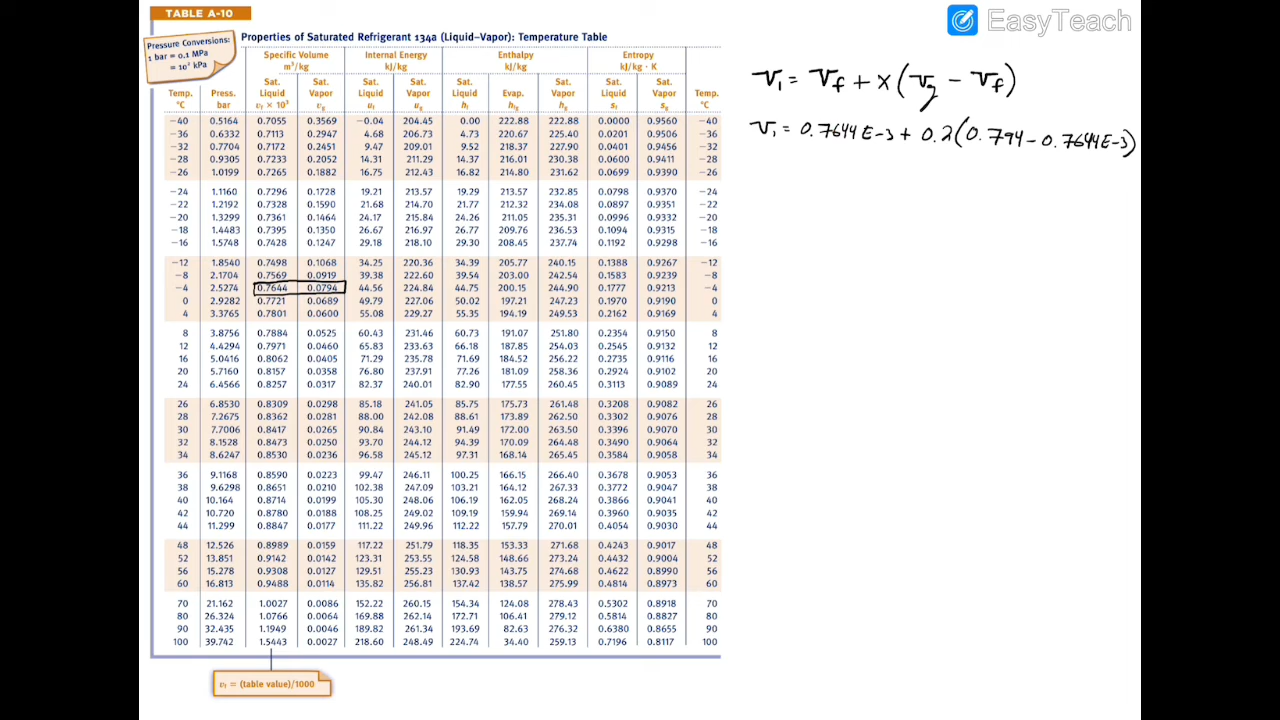 TABLE A-10
EasyTeach
Properties of Saturated Refrigerant 134a (Liquid–Vapor): Temperature Table
Pressure Conversions:
1 bar = 0.1 MPa
= 10² kPa
Specific Volume m³/kg Internal Energy kJ/kg Enthalpy kJ/kg Entropy kJ/kg · K
Temp. °C Press. bar Sat. Liquid vf × 10³ Sat. Vapor vg Sat. Liquid uf Sat. Vapor ug Sat. Liquid hf Evap. hfg Sat. Vapor hg Sat. Liquid sf Sat. Vapor sg Temp. °C
−40 0.5164 0.7055 0.3569 −0.04 204.45 0.00 222.88 222.88 0.0000 0.9560 −40
−36 0.6332 0.7113 0.2947 4.68 206.73 4.73 220.67 225.40 0.0201 0.9506 −36
−32 0.7704 0.7172 0.2451 9.47 209.01 9.52 218.37 227.90 0.0401 0.9456 −32
−28 0.9305 0.7233 0.2052 14.31 211.29 14.37 216.01 230.38 0.0600 0.9411 −28
−26 1.0199 0.7265 0.1882 16.75 212.43 16.82 214.80 231.62 0.0699 0.9390 −26
−24 1.1160 0.7296 0.1728 19.21 213.57 19.29 213.57 232.85 0.0798 0.9370 −24
−22 1.2192 0.7328 0.1590 21.68 214.70 21.77 212.32 234.08 0.0897 0.9351 −22
−20 1.3299 0.7361 0.1464 24.17 215.84 24.26 211.05 235.31 0.0996 0.9332 −20
−18 1.4483 0.7395 0.1350 26.67 216.97 26.77 209.76 236.53 0.1094 0.9315 −18
−16 1.5748 0.7428 0.1247 29.18 218.10 29.30 208.45 237.74 0.1192 0.9298 −16
−12 1.8540 0.7498 0.1068 34.25 220.36 34.39 205.77 240.15 0.1388 0.9267 −12
−8 2.1704 0.7569 0.0919 39.38 222.60 39.54 203.00 242.54 0.1583 0.9239 −8
−4 2.5274 0.7644 0.0794 44.56 224.84 44.75 200.15 244.90 0.1777 0.9213 −4
0 2.9282 0.7721 0.0689 49.79 227.06 50.02 197.21 247.23 0.1970 0.9190 0
4 3.3765 0.7801 0.0600 55.08 229.27 55.35 194.19 249.53 0.2162 0.9169 4
8 3.8756 0.7884 0.0525 60.43 231.46 60.73 191.07 251.80 0.2354 0.9150 8
12 4.4294 0.7971 0.0460 65.83 233.63 66.18 187.85 254.03 0.2545 0.9132 12
16 5.0416 0.8062 0.0405 71.29 235.78 71.69 184.52 256.22 0.2735 0.9116 16
20 5.7160 0.8157 0.0358 76.80 237.91 77.26 181.09 258.36 0.2924 0.9102 20
24 6.4566 0.8257 0.0317 82.37 240.01 82.90 177.55 260.45 0.3113 0.9089 24
26 6.8530 0.8309 0.0298 85.18 241.05 85.75 175.73 261.48 0.3208 0.9082 26
28 7.2675 0.8362 0.0281 88.00 242.08 88.61 173.89 262.50 0.3302 0.9076 28
30 7.7006 0.8417 0.0265 90.84 243.10 91.49 172.00 263.50 0.3396 0.9070 30
32 8.1528 0.8473 0.0250 93.70 244.12 94.39 170.09 264.48 0.3490 0.9064 32
34 8.6247 0.8530 0.0236 96.58 245.12 97.31 168.14 265.45 0.3584 0.9058 34
36 9.1168 0.8590 0.0223 99.47 246.11 100.25 166.15 266.40 0.3678 0.9053 36
38 9.6298 0.8651 0.0210 102.38 247.09 103.21 164.12 267.33 0.3772 0.9047 38
40 10.164 0.8714 0.0199 105.30 248.06 106.19 162.05 268.24 0.3866 0.9041 40
42 10.720 0.8780 0.0188 108.25 249.02 109.19 159.94 269.14 0.3960 0.9035 42
44 11.299 0.8847 0.0177 111.22 249.96 112.22 157.79 270.01 0.4054 0.9030 44
48 12.526 0.8989 0.0159 117.22 251.79 118.35 153.33 271.68 0.4243 0.9017 48
52 13.851 0.9142 0.0142 123.31 253.55 124.58 148.66 273.24 0.4432 0.9004 52
56 15.278 0.9308 0.0127 129.51 255.23 130.93 143.75 274.68 0.4622 0.8990 56
60 16.813 0.9488 0.0114 135.82 256.81 137.42 138.57 275.99 0.4814 0.8973 60
70 21.162 1.0027 0.0086 152.22 260.15 154.34 124.08 278.43 0.5302 0.8918 70
80 26.324 1.0766 0.0064 169.88 262.14 172.71 106.41 279.12 0.5814 0.8827 80
90 32.435 1.1949 0.0046 189.82 261.34 193.69 82.63 276.32 0.6380 0.8655 90
100 39.742 1.5443 0.0027 218.60 248.49 224.74 34.40 259.13 0.7196 0.8117 100
vf = (table value)/1000
v₁ = vf + x(vg − vf)
v₁ = 0.7644E-3 + 0.2(0.794 − 0.7644E-3)